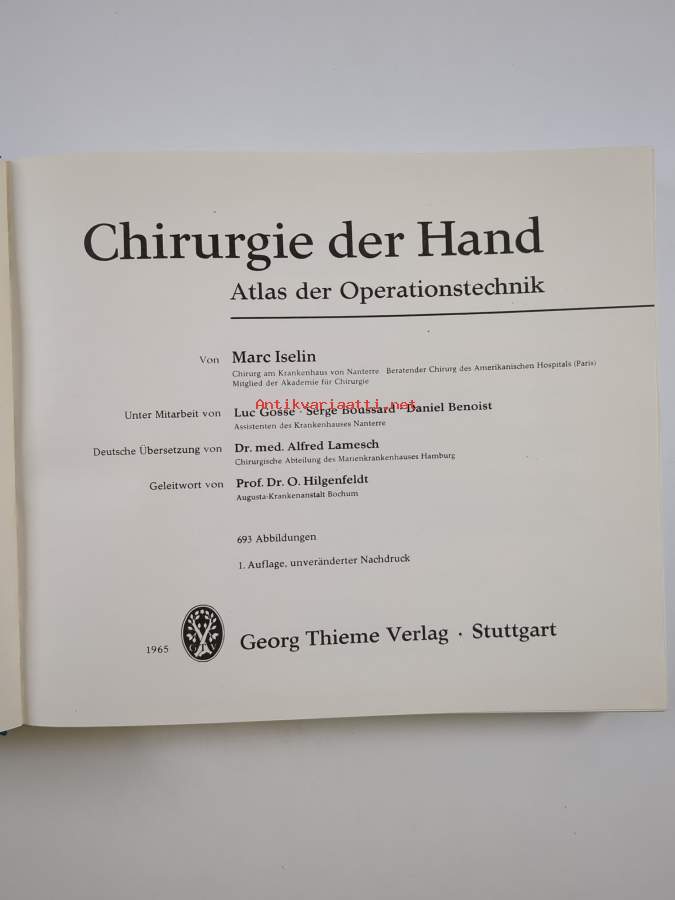 Chirurgie der Hand
Atlas der Operationstechnik
Von Marc Iselin
Chirurg am Krankenhaus von Nanterre · Beratender Chirurg des Amerikanischen Hospitals (Paris)
Mitglied der Akademie für Chirurgie
Antikvariaatti.net
Unter Mitarbeit von Luc Gosse · Serge Boussard · Daniel Benoist
Assistenten des Krankenhauses Nanterre
Deutsche Übersetzung von Dr. med. Alfred Lamesch
Chirurgische Abteilung des Marienkrankenhauses Hamburg
Geleitwort von Prof. Dr. O. Hilgenfeldt
Augusta-Krankenanstalt Bochum
693 Abbildungen
1. Auflage, unveränderter Nachdruck
1965 Georg Thieme Verlag · Stuttgart